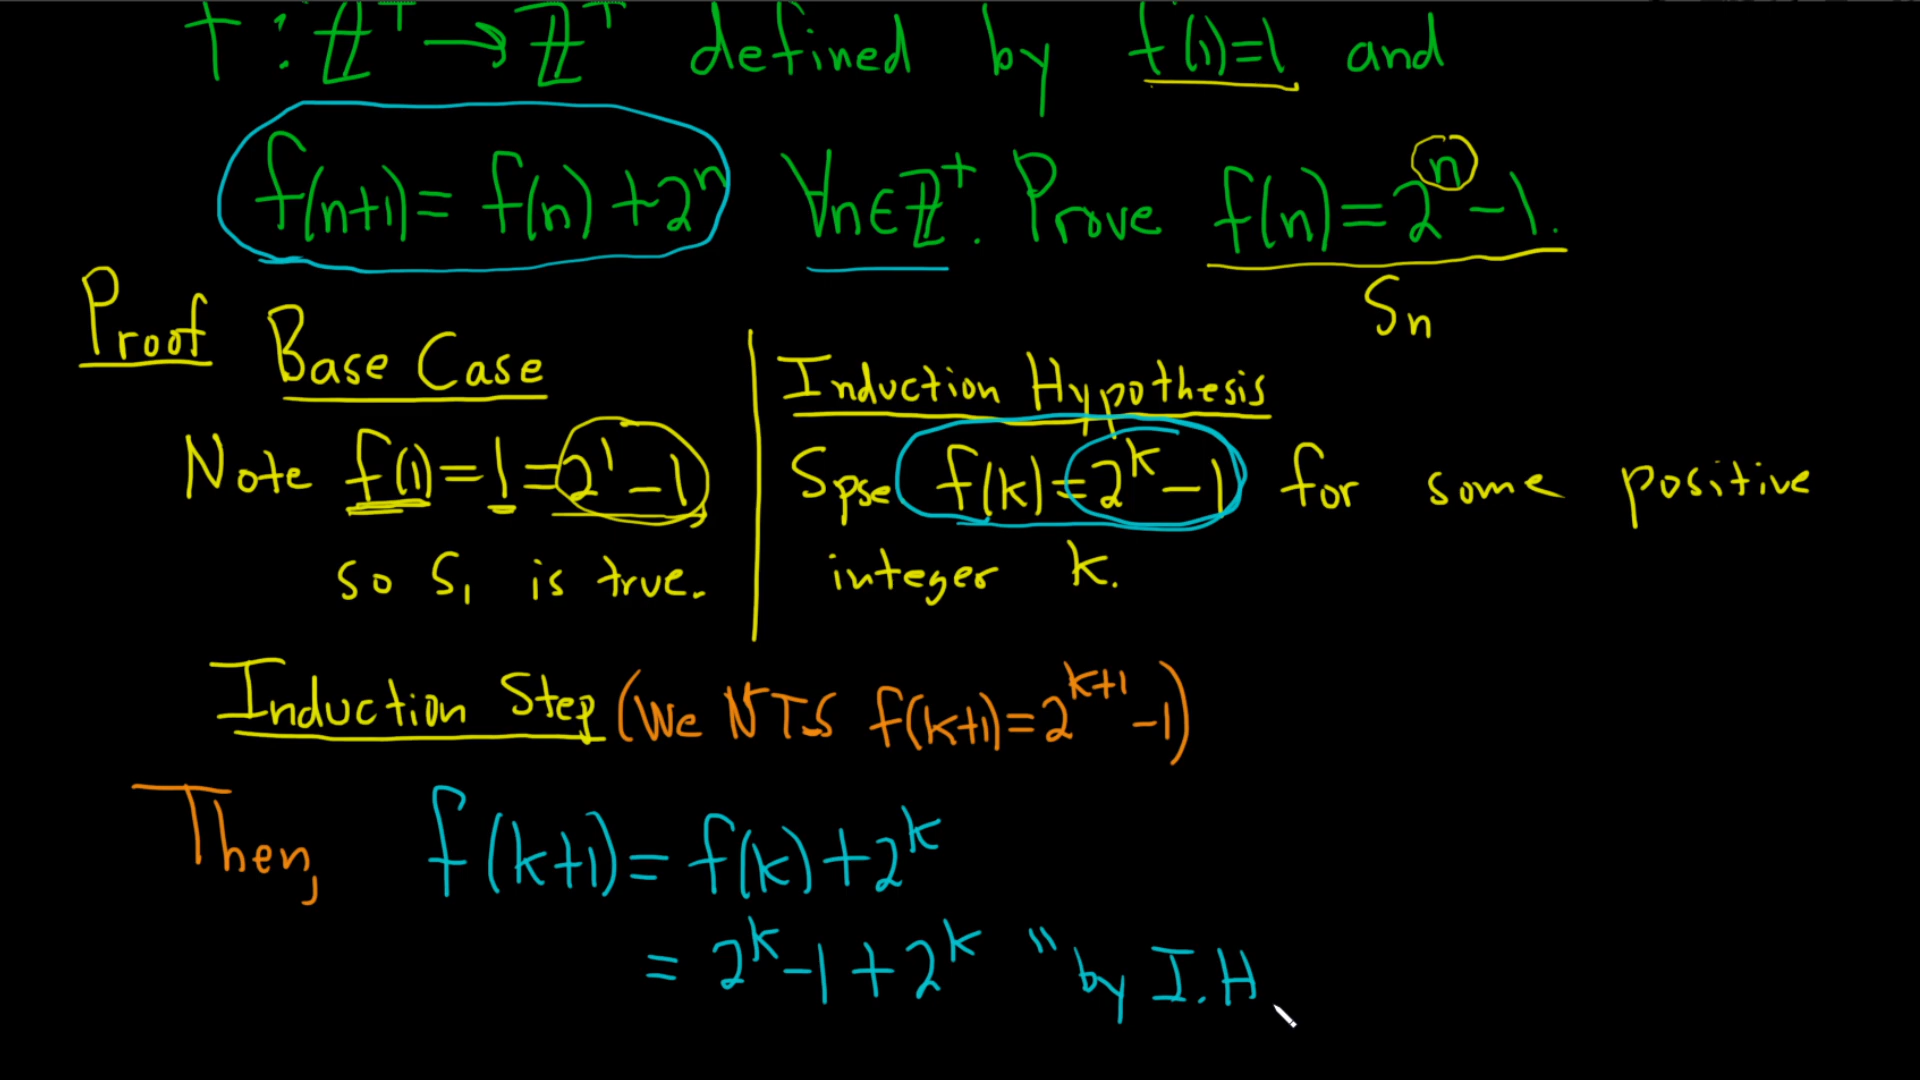 f : ℤ⁺ → ℤ⁺ defined by f(1)=1 and
f(n+1) = f(n) + 2ⁿ ∀n∈ℤ⁺. Prove f(n) = 2ⁿ - 1.
Sₙ
Proof Base Case
Note f(1) = 1 = 2¹ - 1
so S₁ is true.
Induction Hypothesis
Spse f(k) = 2ᵏ - 1 for some positive
integer k.
Induction Step (We NTS f(k+1) = 2ᵏ⁺¹ - 1)
Then, f(k+1) = f(k) + 2ᵏ
= 2ᵏ - 1 + 2ᵏ "by I.H